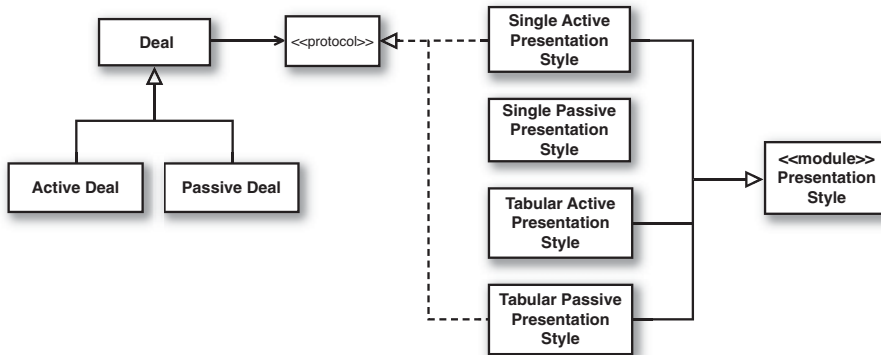 Deal
<<protocol>>
Single Active
Presentation
Style
Single Passive
Presentation
Style
Active Deal
Passive Deal
<<module>>
Presentation
Style
Tabular Active
Presentation
Style
Tabular Passive
Presentation
Style